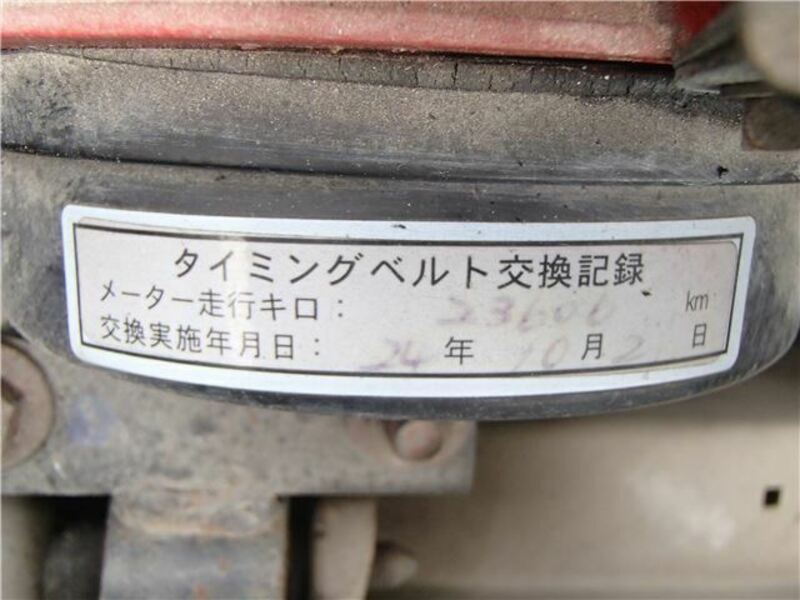 タイミングベルト交換記録
メーター走行キロ： km
交換実施年月日： 24 年 10 月 2 日